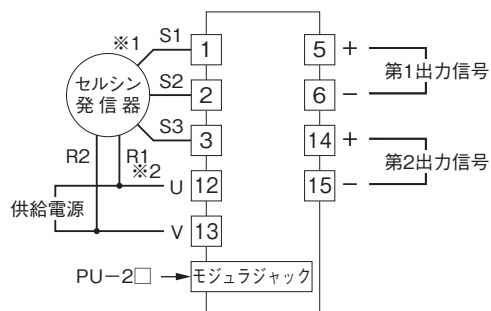 ※1
S1
1
5
+
第1出力信号
セルシン
発信器
S2
2
6
−
S3
3
14
+
第2出力信号
R2
R1
※2
U
12
15
−
供給電源
V
13
PU−2□
モジュラジャック